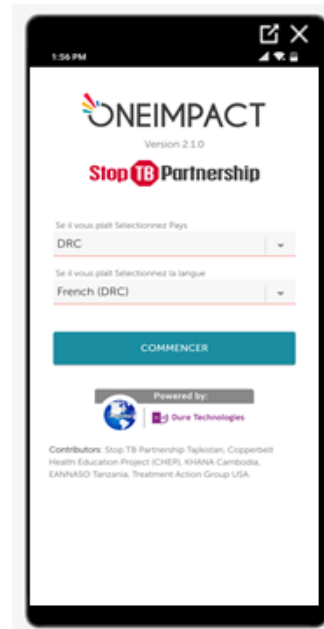 1:56 PM
ONEIMPACT
Version 2.1.0
Stop TB Partnership
Se il vous plaît Sélectionnez Pays
DRC
Se il vous plaît Sélectionnez la langue
French (DRC)
COMMENCER
Powered by:
Dure Technologies
Contributors: Stop TB Partnership Tajikistan, Copperbelt
Health Education Project (CHEP), KHANA Cambodia,
EANNASO Tanzania, Treatment Action Group USA